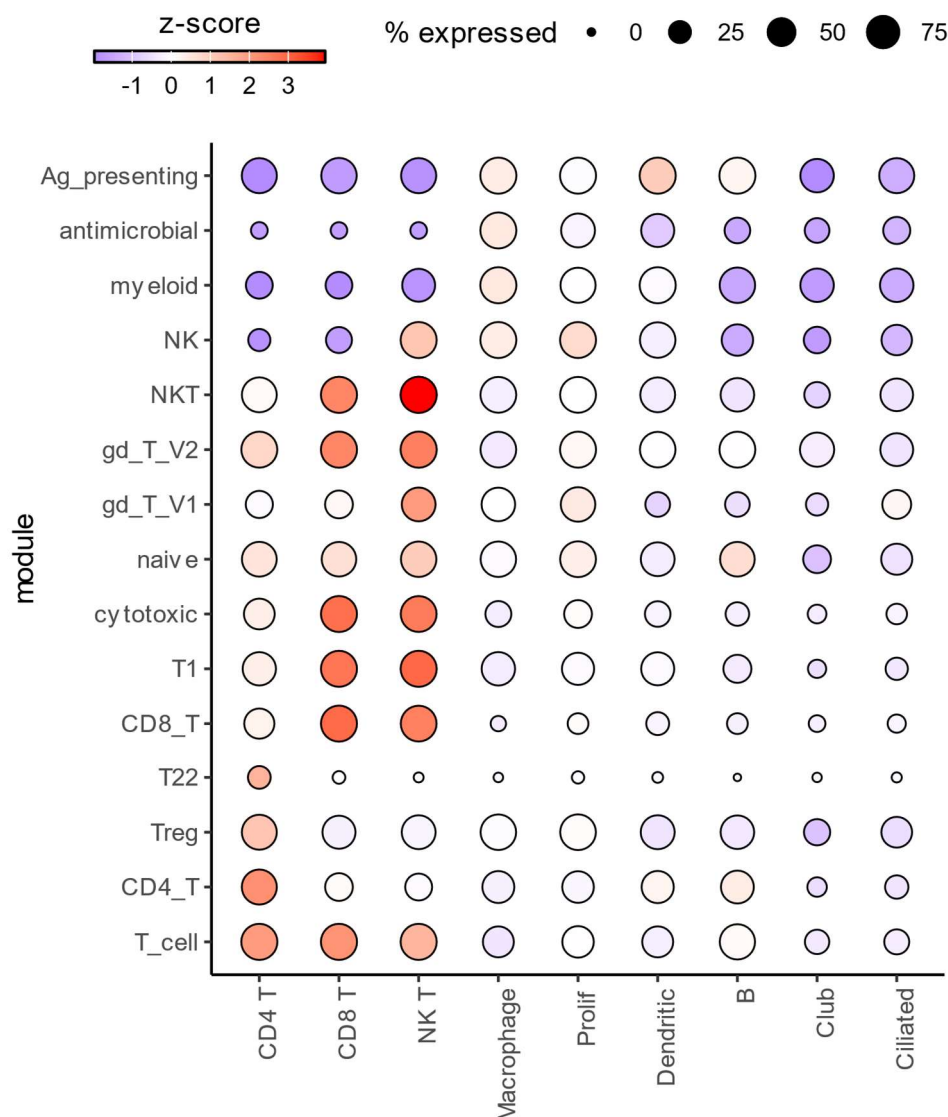 z-score
-1 0 1 2 3
% expressed 0 25 50 75
module
Ag_presenting
antimicrobial
myeloid
NK
NKT
gd_T_V2
gd_T_V1
naive
cytotoxic
T1
CD8_T
T22
Treg
CD4_T
T_cell
CD4 T
CD8 T
NK T
Macrophage
Prolif
Dendritic
B
Club
Ciliated